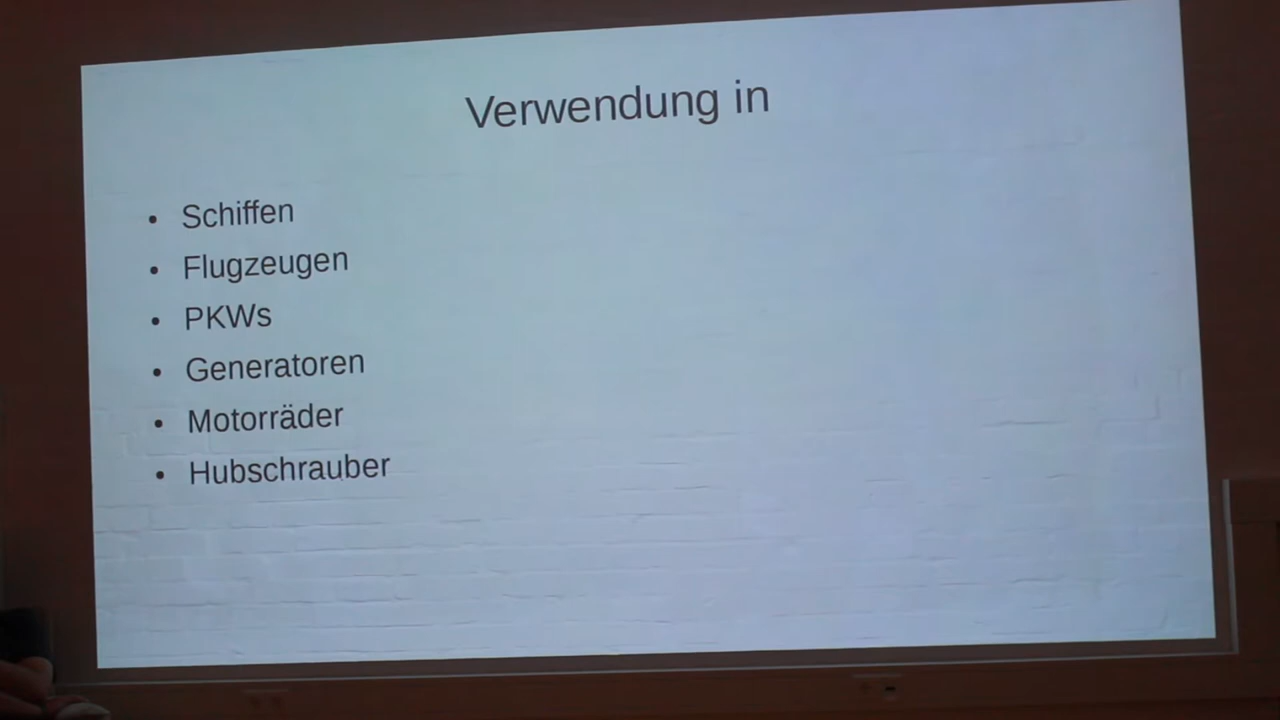 Verwendung in
• Schiffen
• Flugzeugen
• PKWs
• Generatoren
• Motorräder
• Hubschrauber